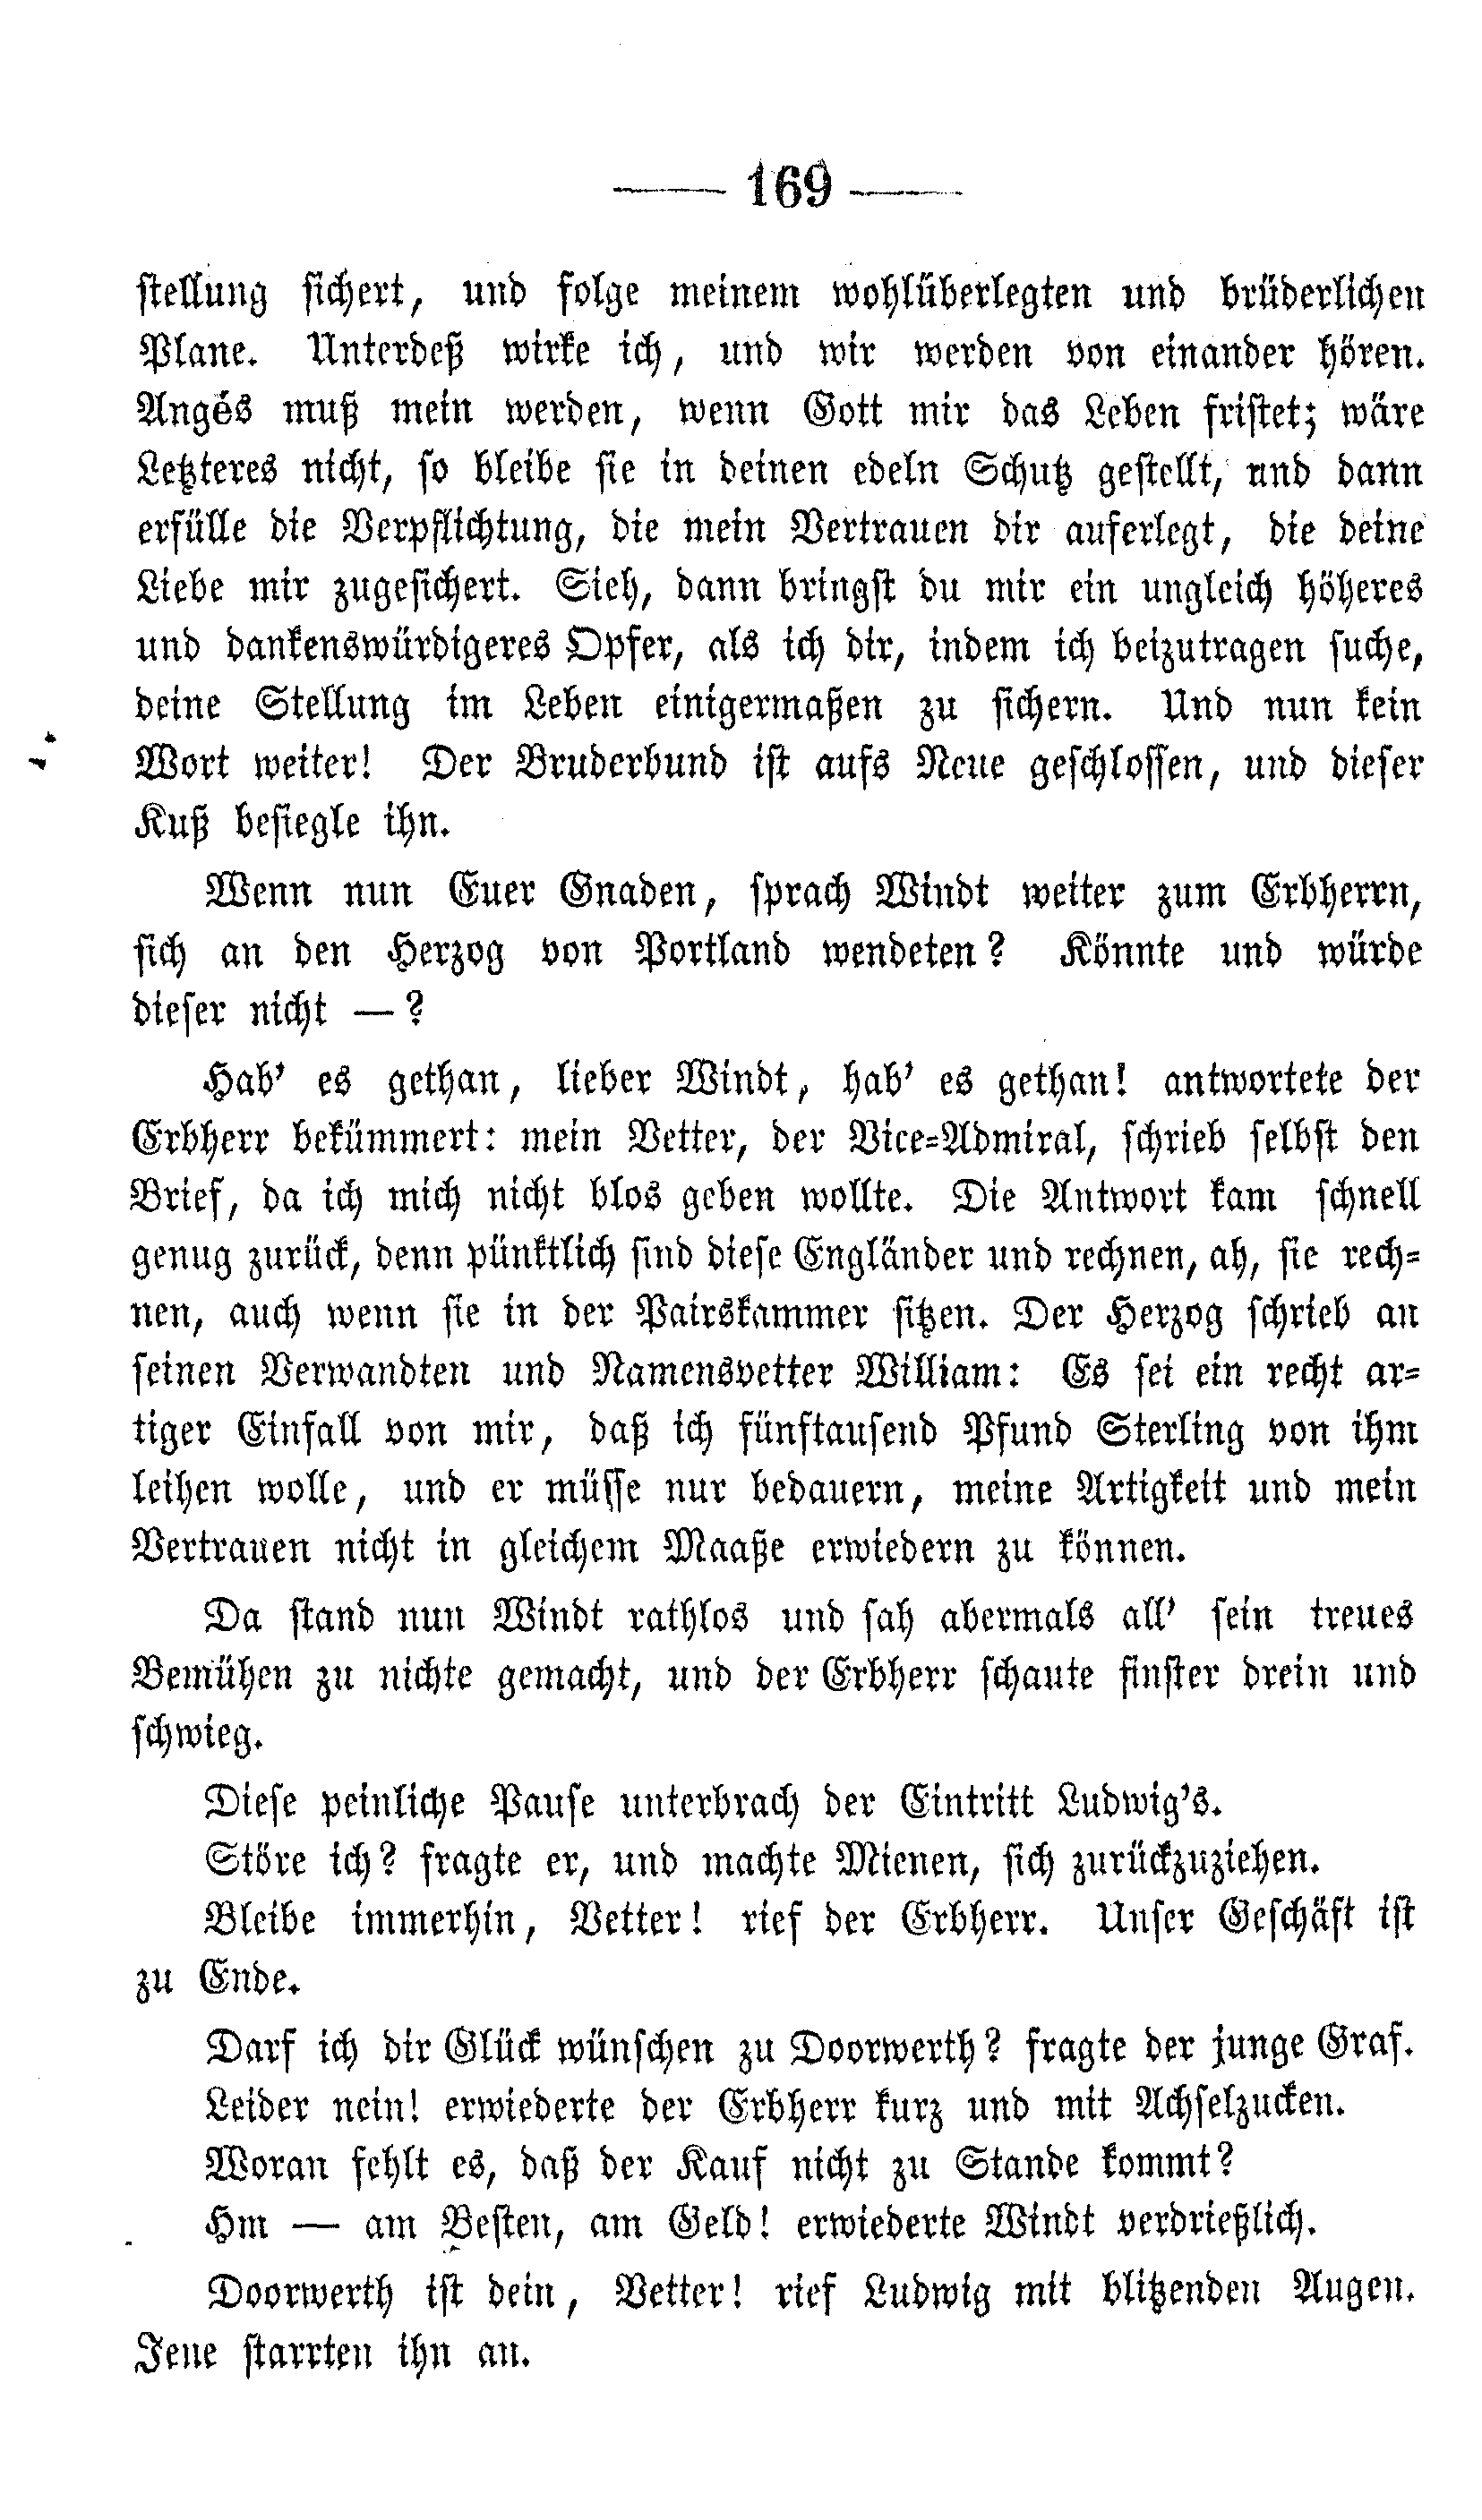 — 169 —
stellung sichert, und folge meinem wohlüberlegten und brüderlichen
Plane. Unterdeß wirke ich, und wir werden von einander hören.
Angés muß mein werden, wenn Gott mir das Leben fristet; wäre
Letzteres nicht, so bleibe sie in deinen edeln Schutz gestellt, und dann
erfülle die Verpflichtung, die mein Vertrauen dir auferlegt, die deine
Liebe mir zugesichert. Sieh, dann bringst du mir ein ungleich höheres
und dankenswürdigeres Opfer, als ich dir, indem ich beizutragen suche,
deine Stellung im Leben einigermaßen zu sichern. Und nun kein
Wort weiter! Der Bruderbund ist aufs Neue geschlossen, und dieser
Kuß besiegle ihn.
Wenn nun Euer Gnaden, sprach Windt weiter zum Erbherrn,
sich an den Herzog von Portland wendeten? Könnte und würde
dieser nicht —?
Hab' es gethan, lieber Windt, hab' es gethan! antwortete der
Erbherr bekümmert: mein Vetter, der Vice-Admiral, schrieb selbst den
Brief, da ich mich nicht blos geben wollte. Die Antwort kam schnell
genug zurück, denn pünktlich sind diese Engländer und rechnen, ah, sie rech-
nen, auch wenn sie in der Pairskammer sitzen. Der Herzog schrieb an
seinen Verwandten und Namensvetter William: Es sei ein recht ar-
tiger Einfall von mir, daß ich fünftausend Pfund Sterling von ihm
leihen wolle, und er müsse nur bedauern, meine Artigkeit und mein
Vertrauen nicht in gleichem Maaße erwiedern zu können.
Da stand nun Windt rathlos und sah abermals all' sein treues
Bemühen zu nichte gemacht, und der Erbherr schaute finster drein und
schwieg.
Diese peinliche Pause unterbrach der Eintritt Ludwig's.
Störe ich? fragte er, und machte Mienen, sich zurückzuziehen.
Bleibe immerhin, Vetter! rief der Erbherr. Unser Geschäft ist
zu Ende.
Darf ich dir Glück wünschen zu Doorwerth? fragte der junge Graf.
Leider nein! erwiederte der Erbherr kurz und mit Achselzucken.
Woran fehlt es, daß der Kauf nicht zu Stande kommt?
Hm — am Besten, am Geld! erwiederte Windt verdrießlich.
Doorwerth ist dein, Vetter! rief Ludwig mit blitzenden Augen.
Jene starrten ihn an.